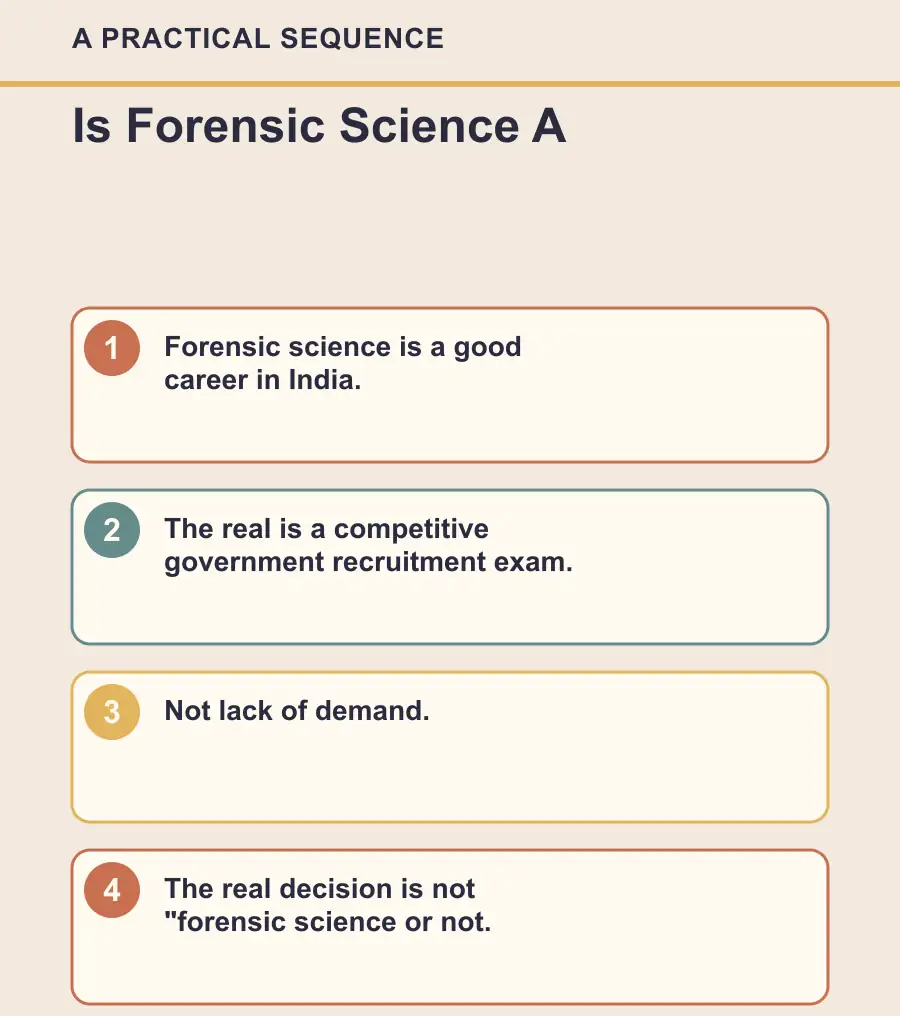 A PRACTICAL SEQUENCE
Is Forensic Science A
1
Forensic science is a good
career in India.
2
The real is a competitive
government recruitment exam.
3
Not lack of demand.
4
The real decision is not
"forensic science or not.